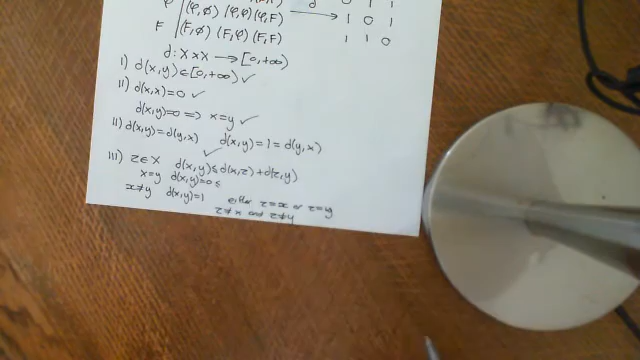 φ | (φ,∅) (φ,φ) (φ,F) d → 1 0 1
F | (F,∅) (F,φ) (F,F) 1 1 0
d: X×X → [0,+∞)
I) d(x,y) ∈ [0,+∞) ✓
II) d(x,x)=0 ✓
d(x,y)=0 => x=y ✓
II) d(x,y)=d(y,x) d(x,y)=1=d(y,x)
✓
III) z∈X d(x,y)≤d(x,z)+d(z,y)
x=y d(x,y)=0≤
x≠y d(x,y)=1 either z=x or z=y
z≠x and z≠y